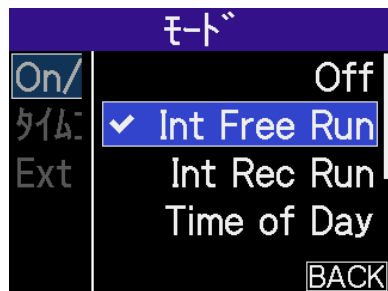 モード
On/
Off
タイムコ
✓ Int Free Run
Ext
Int Rec Run
Time of Day
BACK